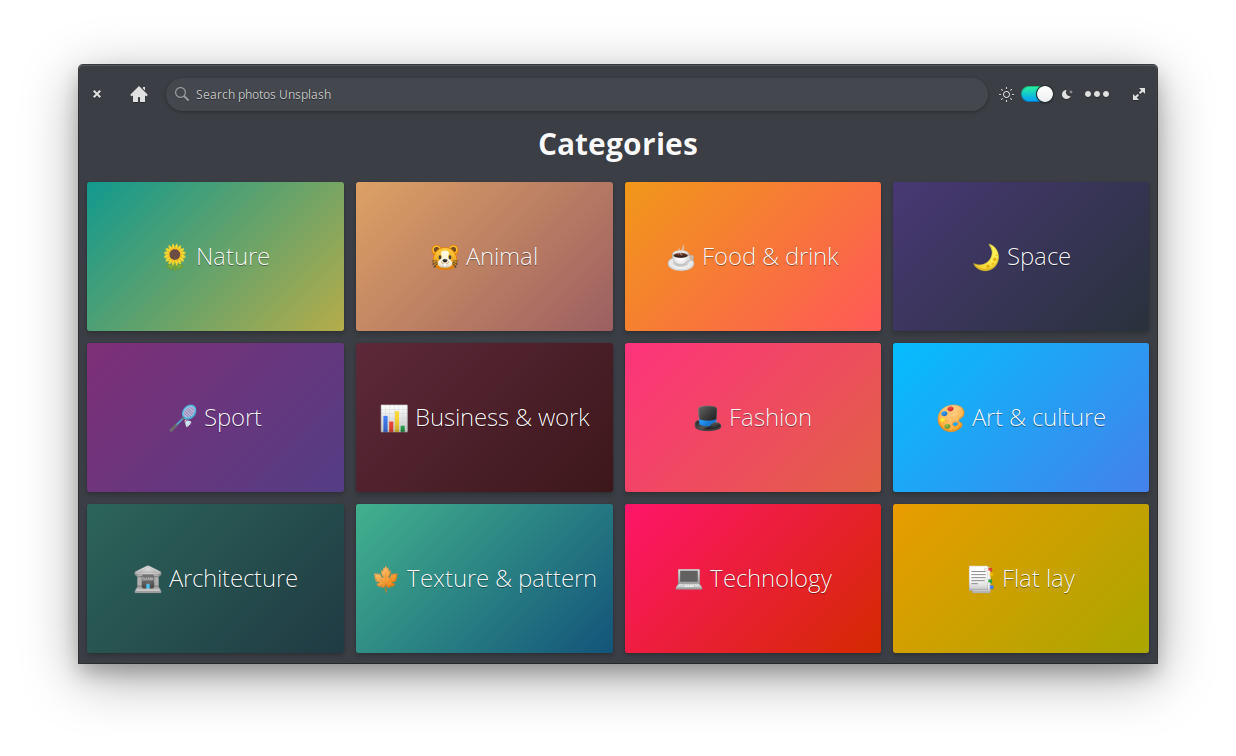 Search photos Unsplash
Categories
Nature
Animal
Food & drink
Space
Sport
Business & work
Fashion
Art & culture
Architecture
Texture & pattern
Technology
Flat lay